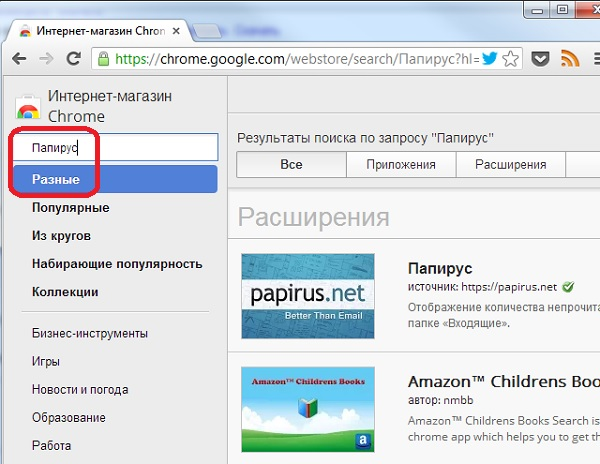 Интернет-магазин Chron
https://chrome.google.com/webstore/search/Папирус?hl=
Интернет-магазин
Chrome
Папирус
Разные
Популярные
Из кругов
Набирающие популярность
Коллекции
Бизнес-инструменты
Игры
Новости и погода
Образование
Работа
Результаты поиска по запросу "Папирус"
Все
Приложения
Расширения
Расширения
papirus.net
Better Than Email
Папирус
источник: https://papirus.net
Отображение количества непрочита
папке «Входящие».
Amazon™ Childrens Books
a
Amazon™ Childrens Boo
автор: nmbb
Amazon™ Childrens Books Search is
chrome app which helps you to get th